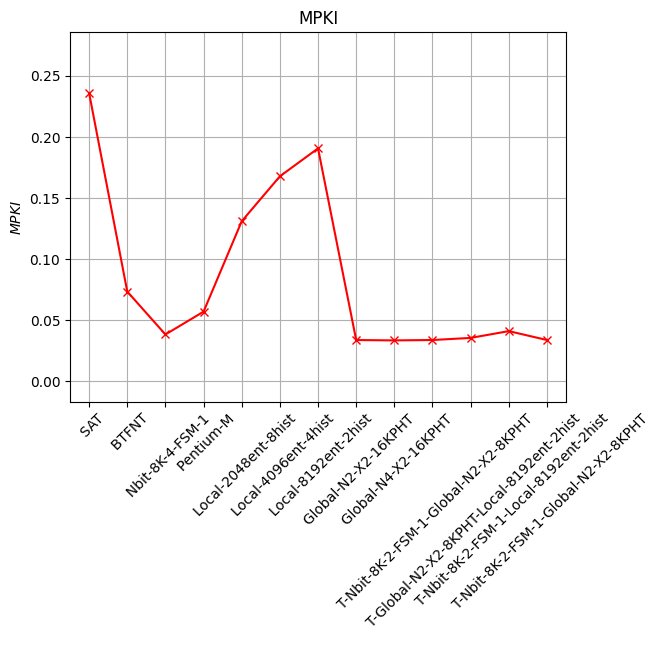 MPKI
0.25
0.20
0.15
0.10
0.05
0.00
MPKI
SAT
BTFNT
Nbit-8K-4-FSM-1
Pentium-M
Local-2048ent-8hist
Local-4096ent-4hist
Local-8192ent-2hist
Global-N2-X2-16KPHT
Global-N4-X2-16KPHT
T-Nbit-8K-2-FSM-1-Global-N2-X2-8KPHT
T-Global-N2-X2-8KPHT-Local-8192ent-2hist
T-Nbit-8K-2-FSM-1-Local-8192ent-2hist
T-Nbit-8K-2-FSM-1-Global-N2-X2-8KPHT